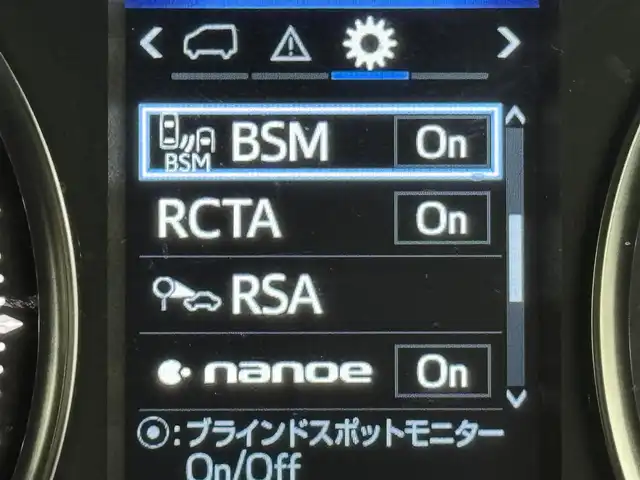 BSM BSM On
RCTA On
RSA
nanoe On
:ブラインドスポットモニター
On/Off